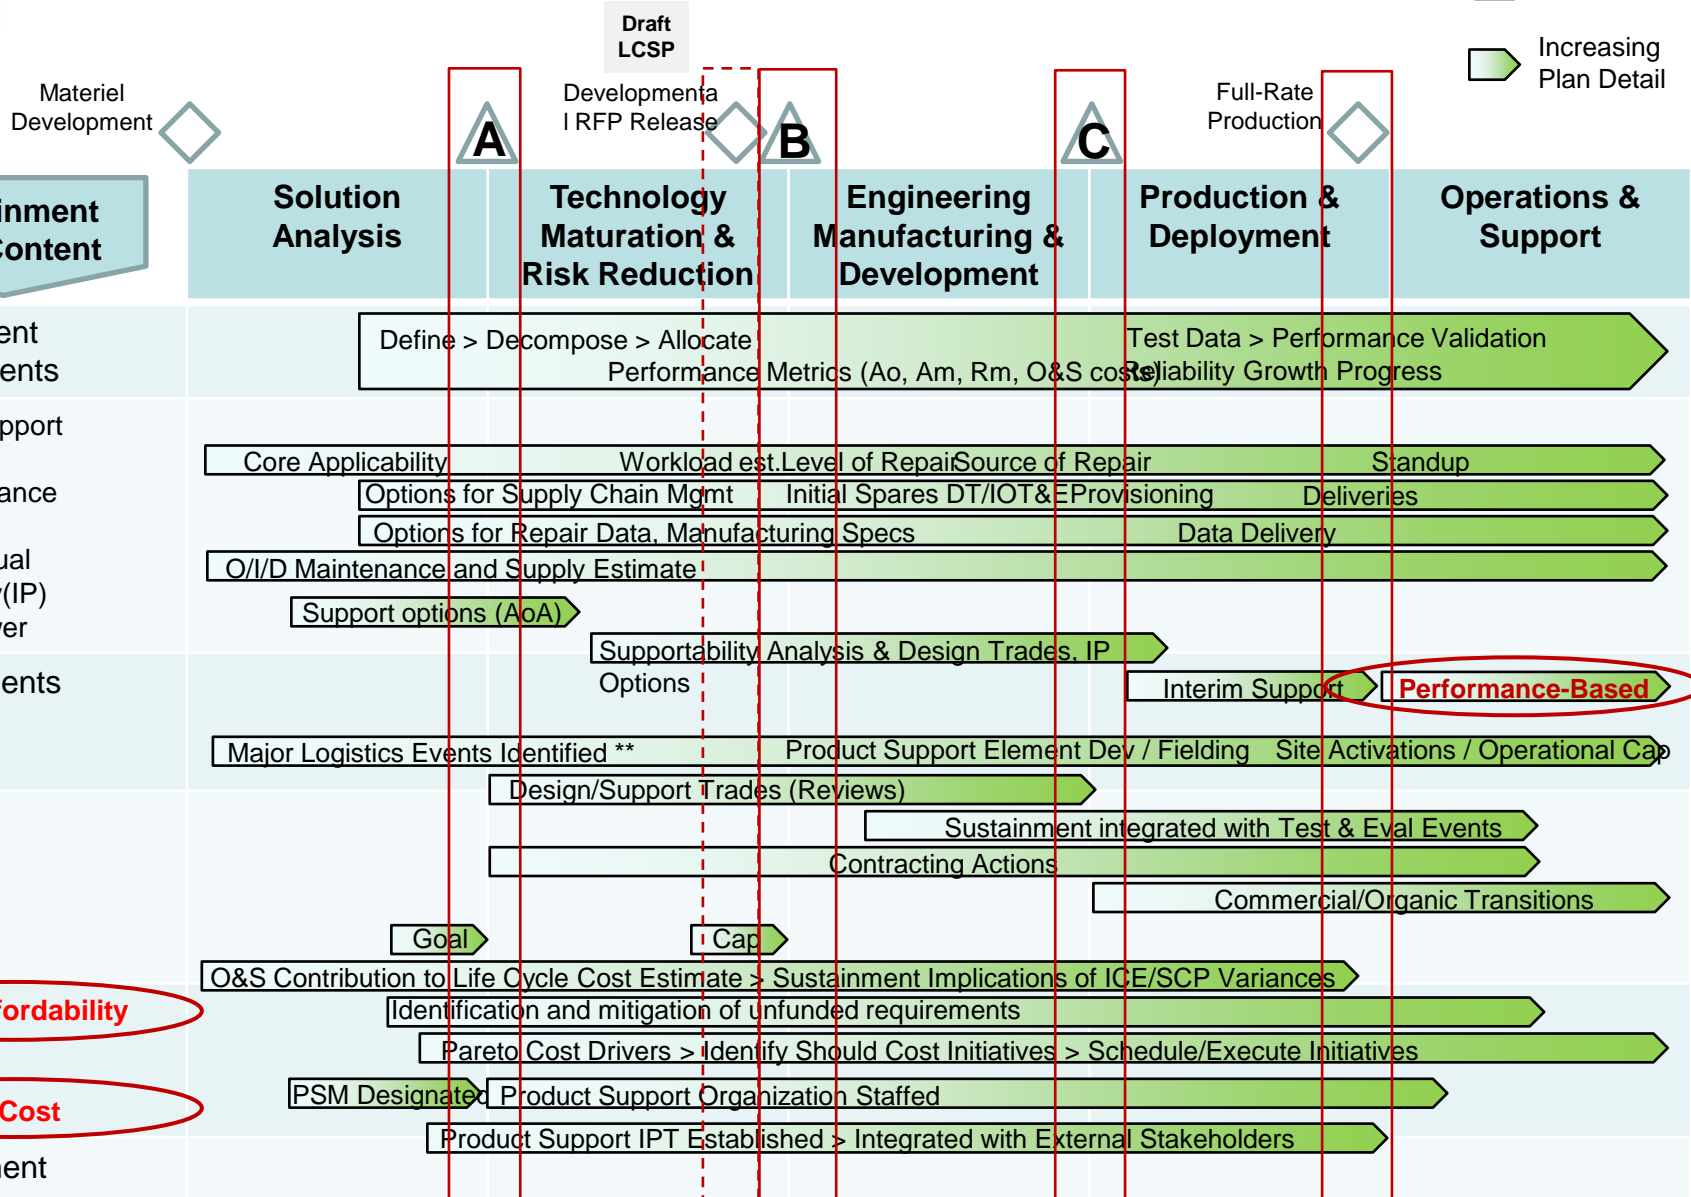 Draft
LCSP
Increasing
Plan Detail
Materiel
Development
Developmenta
l RFP Release
Full-Rate
Production
A
B
C
inment
Content
Solution
Analysis
Technology
Maturation &
Risk Reduction
Engineering
Manufacturing &
Development
Production &
Deployment
Operations &
Support
ent
ents
Define > Decompose > Allocate
Performance Metrics (Ao, Am, Rm, O&S costs)
Test Data > Performance Validation
Reliability Growth Progress
pport
Core Applicability
Workload est.
Level of Repair
Source of Repair
Standup
ance
Options for Supply Chain Mgmt
Initial Spares DT/IOT&E
Provisioning
Deliveries
Options for Repair Data, Manufacturing Specs
Data Delivery
ual
(IP)
er
O/I/D Maintenance and Supply Estimate
Support options (AoA)
Supportability Analysis & Design Trades, IP
Options
ents
Interim Support
Performance-Based
Major Logistics Events Identified **
Product Support Element Dev / Fielding
Site Activations / Operational Cap
Design/Support Trades (Reviews)
Sustainment integrated with Test & Eval Events
Contracting Actions
Commercial/Organic Transitions
Goal
Cap
O&S Contribution to Life Cycle Cost Estimate > Sustainment Implications of ICE/SCP Variances
fordability
Identification and mitigation of unfunded requirements
Pareto Cost Drivers > Identify Should Cost Initiatives > Schedule/Execute Initiatives
Cost
PSM Designated
Product Support Organization Staffed
Product Support IPT Established > Integrated with External Stakeholders
ent